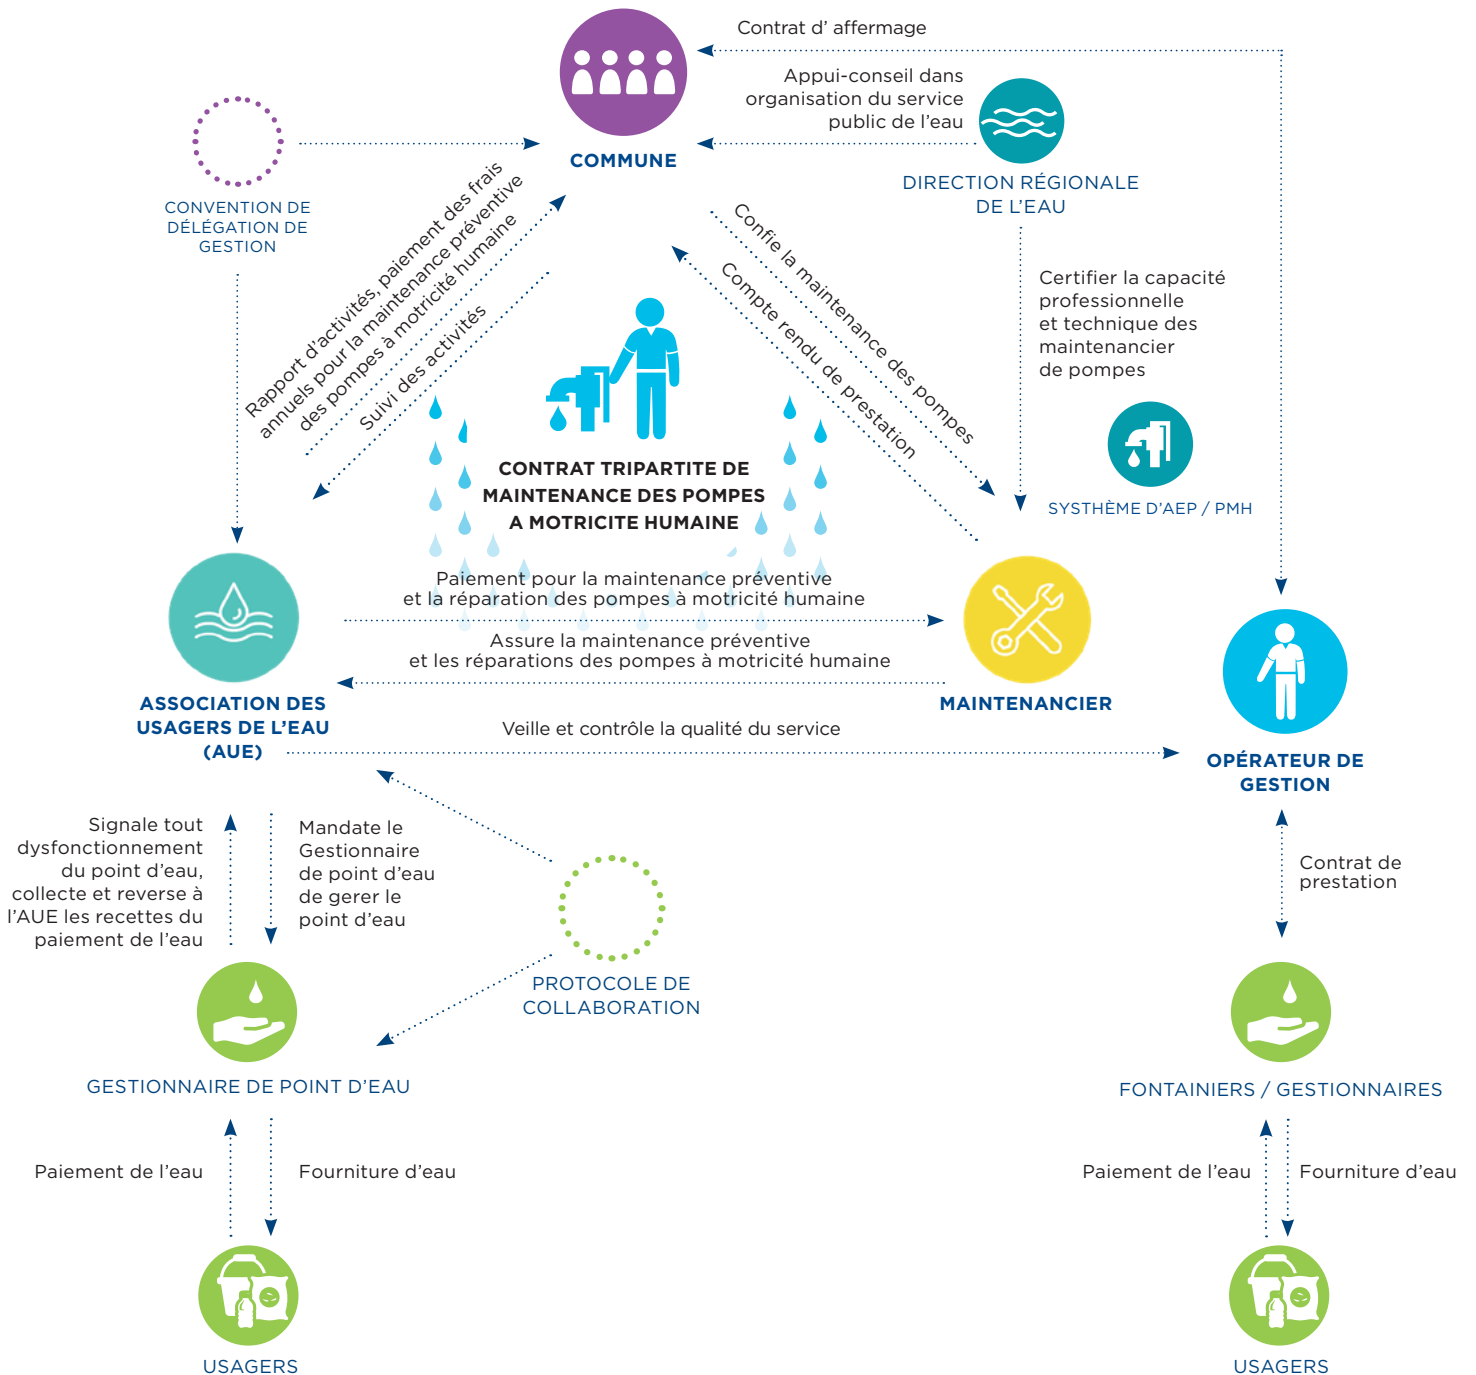 Contrat d' affermage
Appui-conseil dans
organisation du service
public de l'eau
COMMUNE
DIRECTION RÉGIONALE
DE L'EAU
CONVENTION DE
DÉLÉGATION DE
GESTION
Rapport d'activités, paiement des frais
annuels pour la maintenance préventive
des pompes à motricité humaine
Suivi des activités
Confie la maintenance des pompes
Compte rendu de prestation
Certifier la capacité
professionnelle
et technique des
maintenancier
de pompes
CONTRAT TRIPARTITE DE
MAINTENANCE DES POMPES
A MOTRICITE HUMAINE
SYSTHÈME D'AEP / PMH
Paiement pour la maintenance préventive
et la réparation des pompes à motricité humaine
Assure la maintenance préventive
et les réparations des pompes à motricité humaine
ASSOCIATION DES
USAGERS DE L'EAU
(AUE)
MAINTENANCIER
Veille et contrôle la qualité du service
OPÉRATEUR DE
GESTION
Signale tout
dysfonctionnement
du point d'eau,
collecte et reverse à
l'AUE les recettes du
paiement de l'eau
Mandate le
Gestionnaire
de point d'eau
de gerer le
point d'eau
Contrat de
prestation
PROTOCOLE DE
COLLABORATION
GESTIONNAIRE DE POINT D'EAU
FONTAINIERS / GESTIONNAIRES
Paiement de l'eau
Fourniture d'eau
Paiement de l'eau
Fourniture d'eau
USAGERS
USAGERS